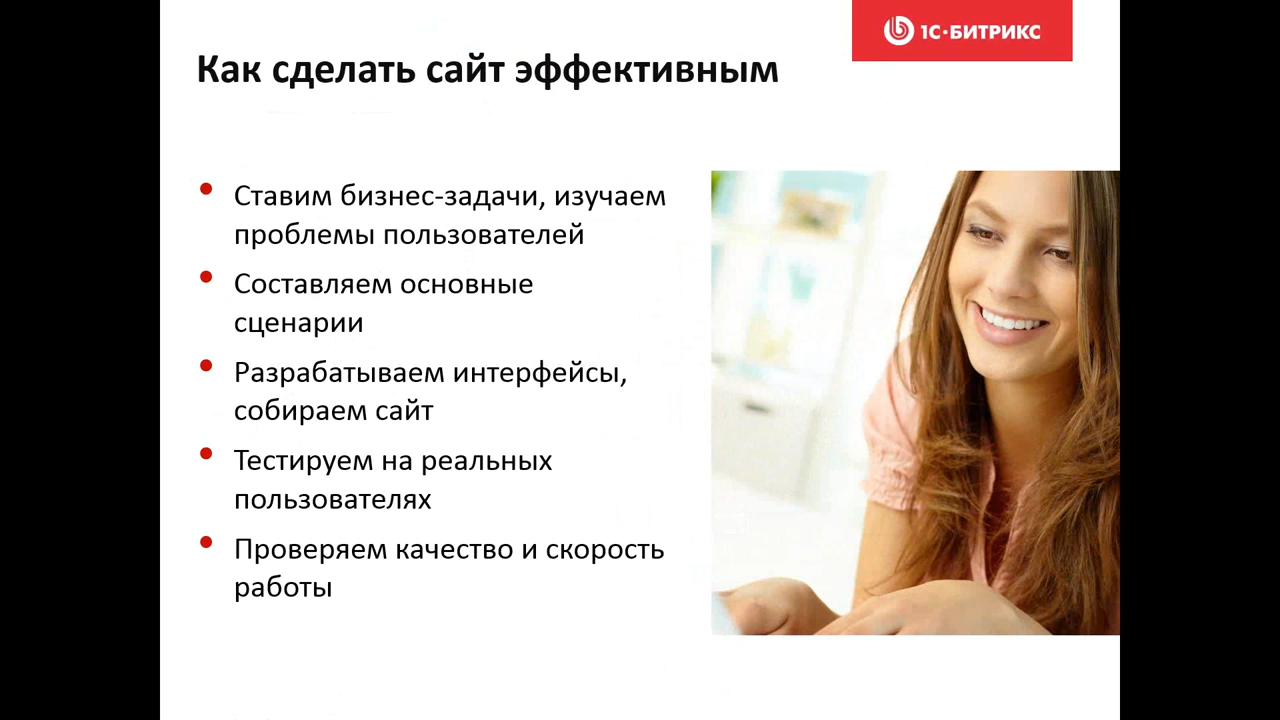 1С·БИТРИКС
Как сделать сайт эффективным
Ставим бизнес-задачи, изучаем
проблемы пользователей
Составляем основные
сценарии
Разрабатываем интерфейсы,
собираем сайт
Тестируем на реальных
пользователях
Проверяем качество и скорость
работы